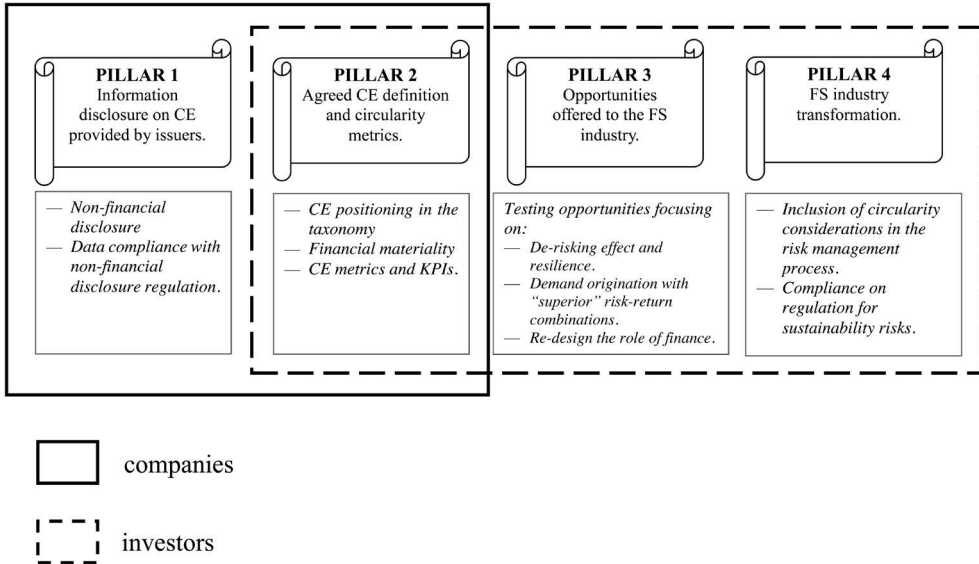 PILLAR 1
Information
disclosure on CE
provided by issuers.
— Non-financial
disclosure
— Data compliance with
non-financial
disclosure regulation.
PILLAR 2
Agreed CE definition
and circularity
metrics.
— CE positioning in the
taxonomy
— Financial materiality
— CE metrics and KPIs.
PILLAR 3
Opportunities
offered to the FS
industry.
Testing opportunities focusing
on:
— De-risking effect and
resilience.
— Demand origination with
“superior” risk-return
combinations.
— Re-design the role of finance.
PILLAR 4
FS industry
transformation.
— Inclusion of circularity
considerations in the
risk management
process.
— Compliance on
regulation for
sustainability risks.
companies
investors